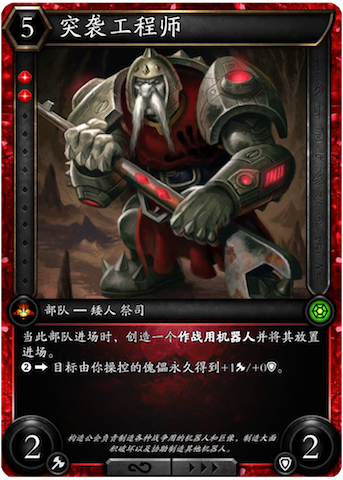 5 突袭工程师
部队 — 矮人 祭司
当此部队进场时，创造一个作战用机器人并将其放置
进场。
2 ➡ 目标由你操控的傀儡永久得到+1/+0。
构造公会负责制造各种战争用的机器人和巨像，制造大面
积破坏以及协助制造其他机器人。
2 2